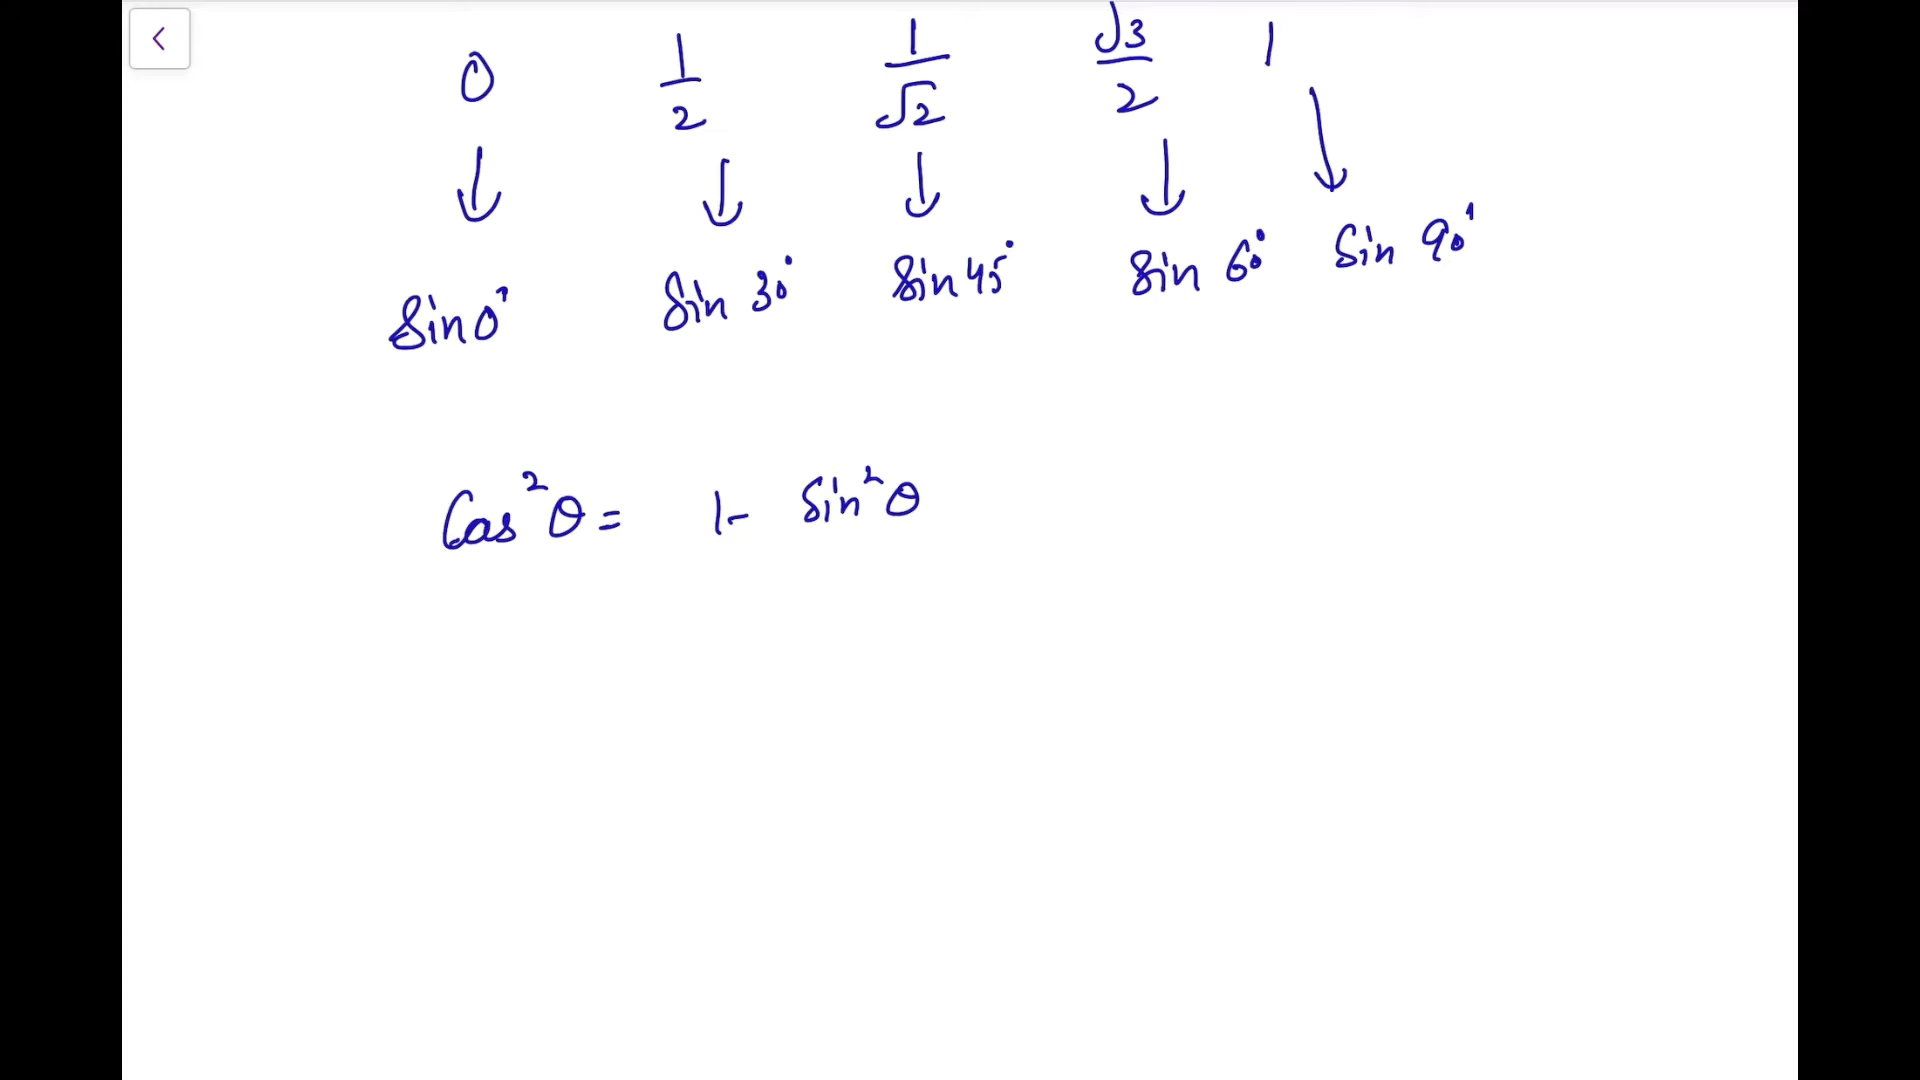 0 1/2 1/√2 √3/2 1
↓ ↓ ↓ ↓ ↓
Sin 0° Sin 30° Sin 45° Sin 60° Sin 90°
Cos²θ = 1- Sin²θ